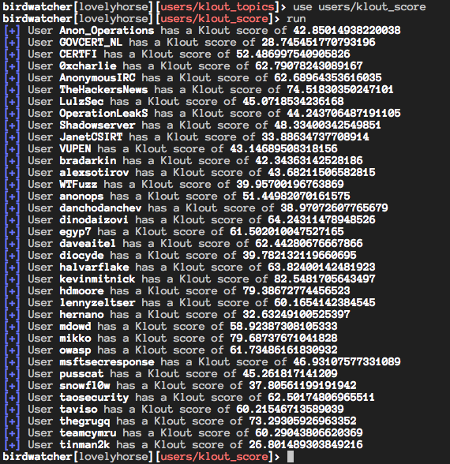 birdwatcher[lovelyhorse][users/klout_topics]> use users/klout_score
birdwatcher[lovelyhorse][users/klout_score]> run
[+] User Anon_Operations has a Klout score of 42.85014938220038
[+] User GOVCERT_NL has a Klout score of 28.745451770793196
[+] User CERTFI has a Klout score of 52.486997540965826
[+] User 0xcharlie has a Klout score of 62.79078243089167
[+] User AnonymousIRC has a Klout score of 62.68964353616035
[+] User TheHackersNews has a Klout score of 74.51830350247101
[+] User LulzSec has a Klout score of 45.0718534236168
[+] User OperationLeakS has a Klout score of 44.243706487191105
[+] User Shadowserver has a Klout score of 48.33400342549851
[+] User JanetCSIRT has a Klout score of 33.88634737708914
[+] User VUPEN has a Klout score of 43.14689508318156
[+] User bradarkin has a Klout score of 42.34363142528186
[+] User alexsotirov has a Klout score of 43.68211506582815
[+] User WTFuzz has a Klout score of 39.95700196763869
[+] User anonops has a Klout score of 51.44982070161575
[+] User danchodanchev has a Klout score of 38.97072607765679
[+] User dinodaizovi has a Klout score of 64.24311478948526
[+] User egyp7 has a Klout score of 61.502010047527165
[+] User daveaitel has a Klout score of 62.44280676667866
[+] User diocyde has a Klout score of 39.782132119660695
[+] User halvarflake has a Klout score of 63.82400142481923
[+] User kevinmitnick has a Klout score of 82.5481705643497
[+] User hdmoore has a Klout score of 79.38672774456523
[+] User lennyzeltser has a Klout score of 60.1654142384545
[+] User hernano has a Klout score of 32.63249100525397
[+] User mdowd has a Klout score of 58.92387308105333
[+] User mikko has a Klout score of 79.68737671041828
[+] User owasp has a Klout score of 61.73486161830932
[+] User msftsecresponse has a Klout score of 46.93107577331089
[+] User pusscat has a Klout score of 45.261817141209
[+] User snowfl0w has a Klout score of 37.80561199191942
[+] User taosecurity has a Klout score of 62.50174806965511
[+] User taviso has a Klout score of 60.21546713589039
[+] User thegrugq has a Klout score of 73.29305926963352
[+] User teamcymru has a Klout score of 60.29043806620369
[+] User tinman2k has a Klout score of 26.801489303849216
birdwatcher[lovelyhorse][users/klout_score]>